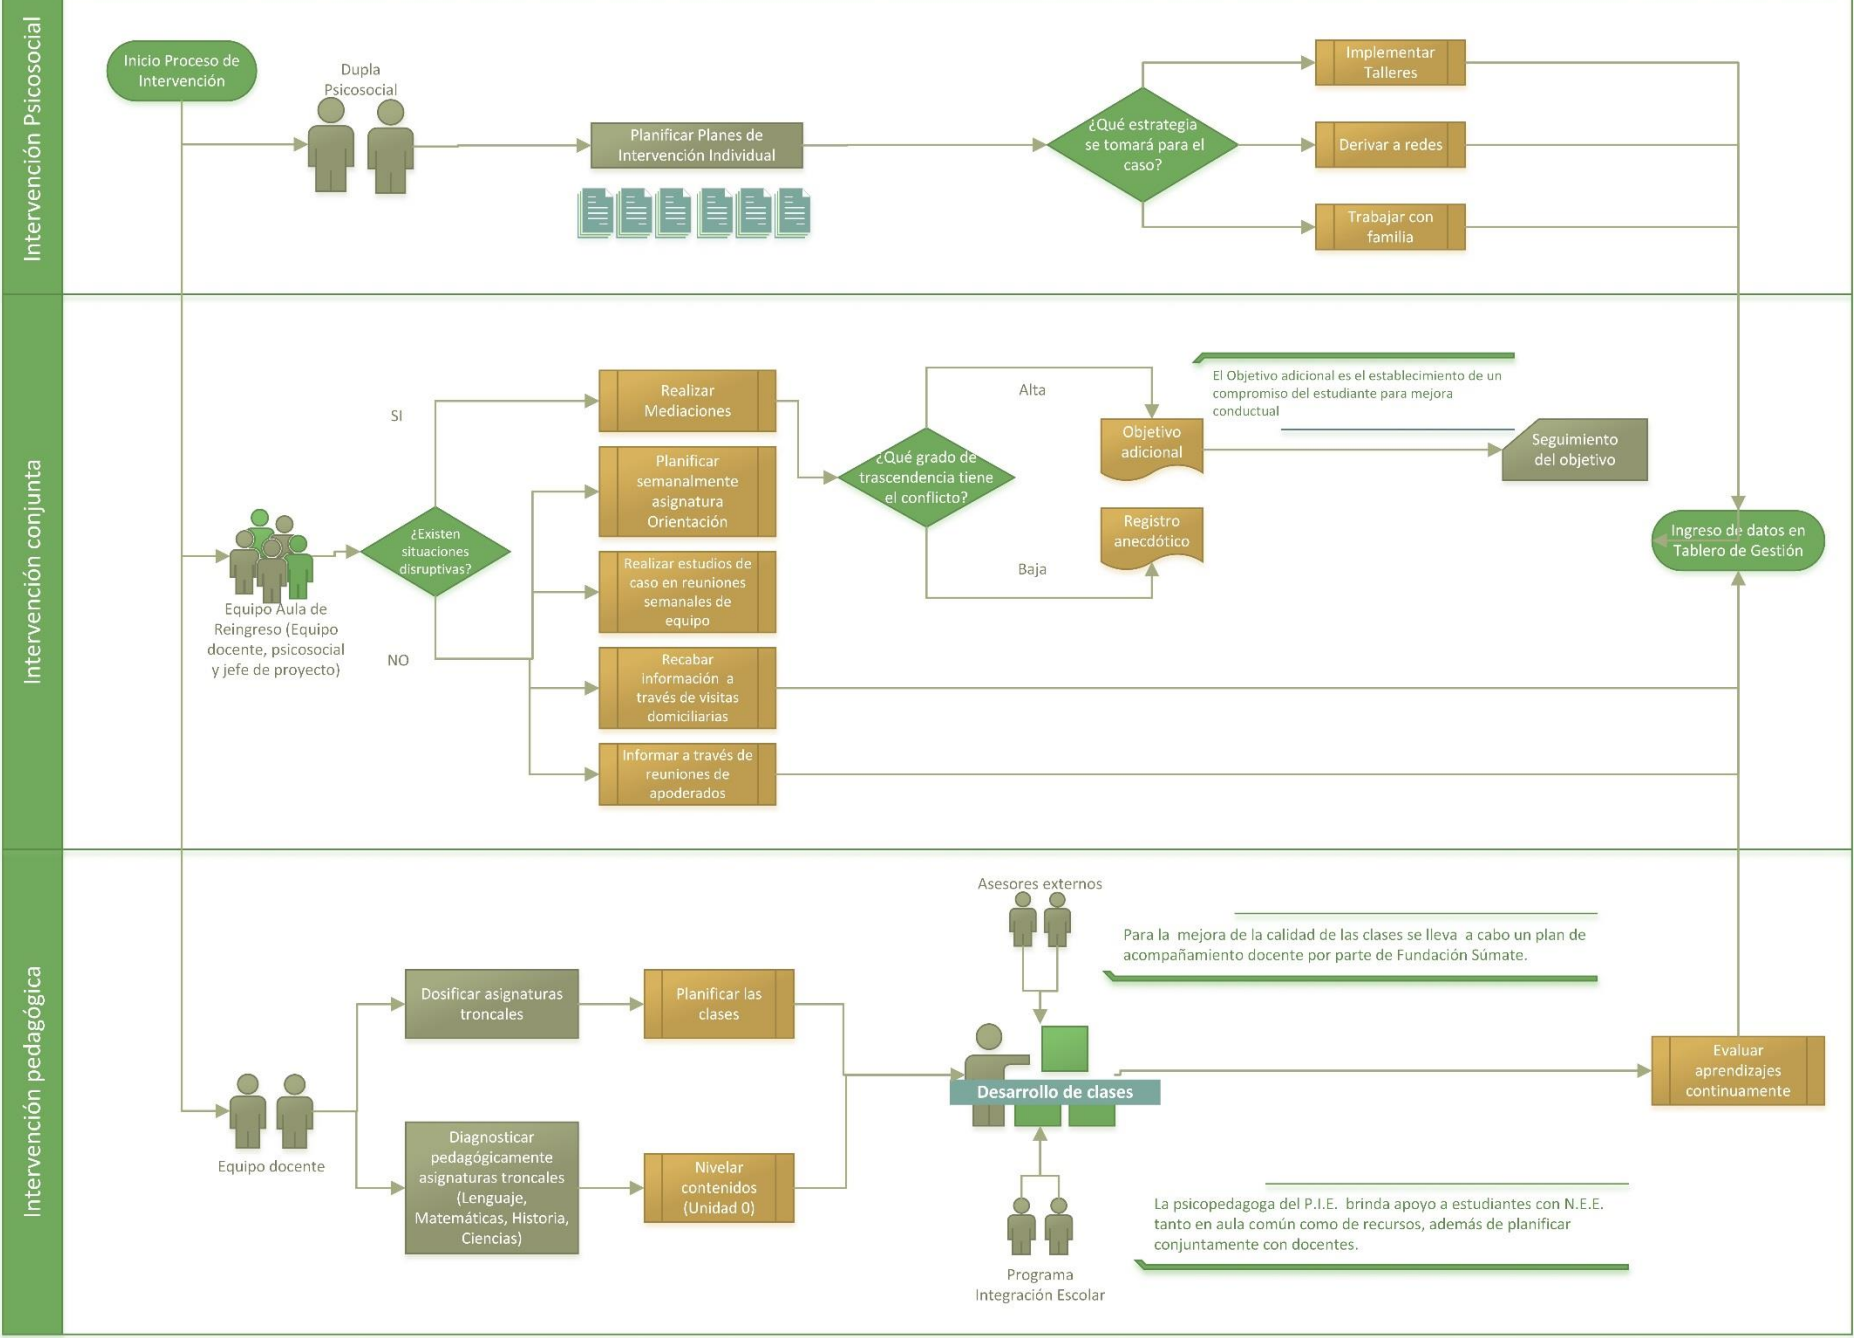 Intervención Psicosocial
Inicio Proceso de
Intervención
Dupla
Psicosocial
Planificar Planes de
Intervención Individual
¿Qué estrategia
se tomará para el
caso?
Implementar
Talleres
Derivar a redes
Trabajar con
familia
Intervención conjunta
Equipo Aula de
Reingreso (Equipo
docente, psicosocial
y jefe de proyecto)
¿Existen
situaciones
disruptivas?
SI
NO
Realizar
Mediaciones
Planificar
semanalmente
asignatura
Orientación
Realizar estudios de
caso en reuniones
semanales de
equipo
Recabar
información a
través de visitas
domiciliarias
Informar a través de
reuniones de
apoderados
¿Qué grado de
trascendencia tiene
el conflicto?
Alta
Baja
Objetivo
adicional
Registro
anecdótico
El Objetivo adicional es el establecimiento de un
compromiso del estudiante para mejora
conductual
Seguimiento
del objetivo
Ingreso de datos en
Tablero de Gestión
Intervención pedagógica
Equipo docente
Dosificar asignaturas
troncales
Diagnosticar
pedagógicamente
asignaturas troncales
(Lenguaje,
Matemáticas, Historia,
Ciencias)
Planificar las
clases
Nivelar
contenidos
(Unidad 0)
Asesores externos
Desarrollo de clases
Programa
Integración Escolar
Para la mejora de la calidad de las clases se lleva a cabo un plan de
acompañamiento docente por parte de Fundación Súmate.
La psicopedagoga del P.I.E. brinda apoyo a estudiantes con N.E.E.
tanto en aula común como de recursos, además de planificar
conjuntamente con docentes.
Evaluar
aprendizajes
continuamente